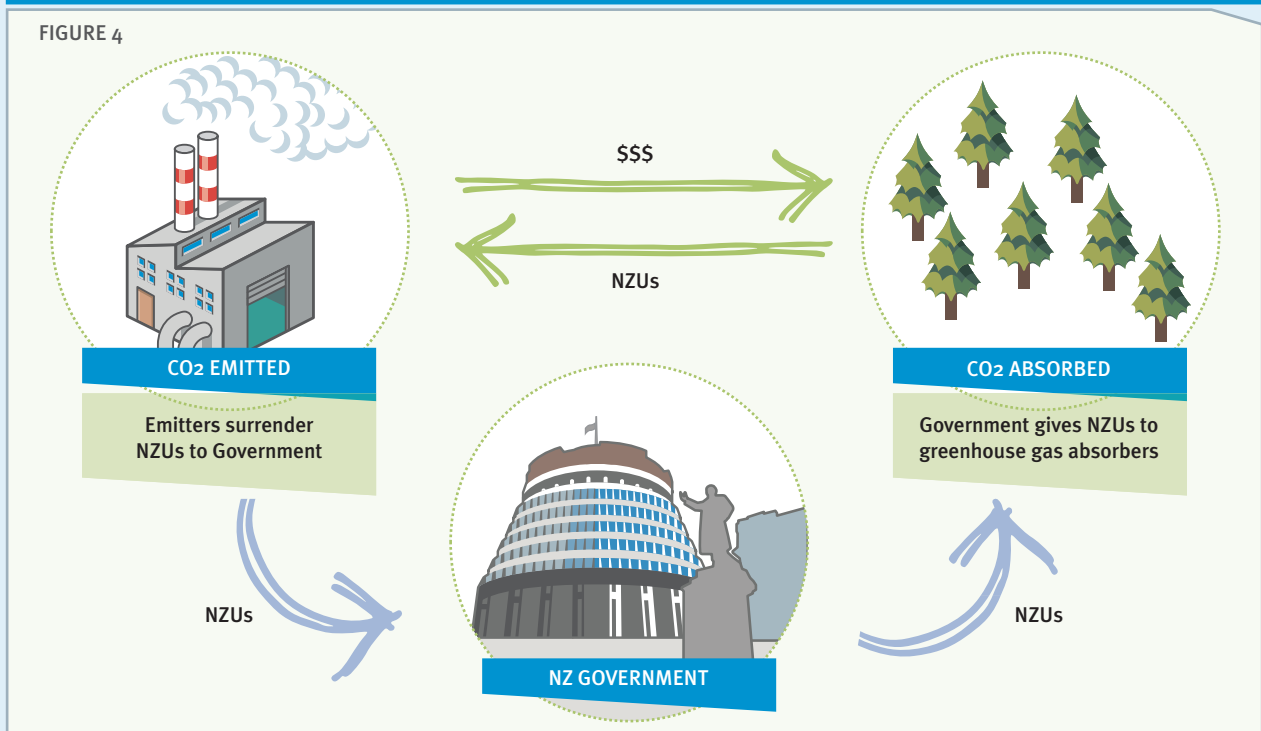 FIGURE 4
$$$
NZUs
CO2 EMITTED
Emitters surrender
NZUs to Government
CO2 ABSORBED
Government gives NZUs to
greenhouse gas absorbers
NZUs
NZ GOVERNMENT
NZUs